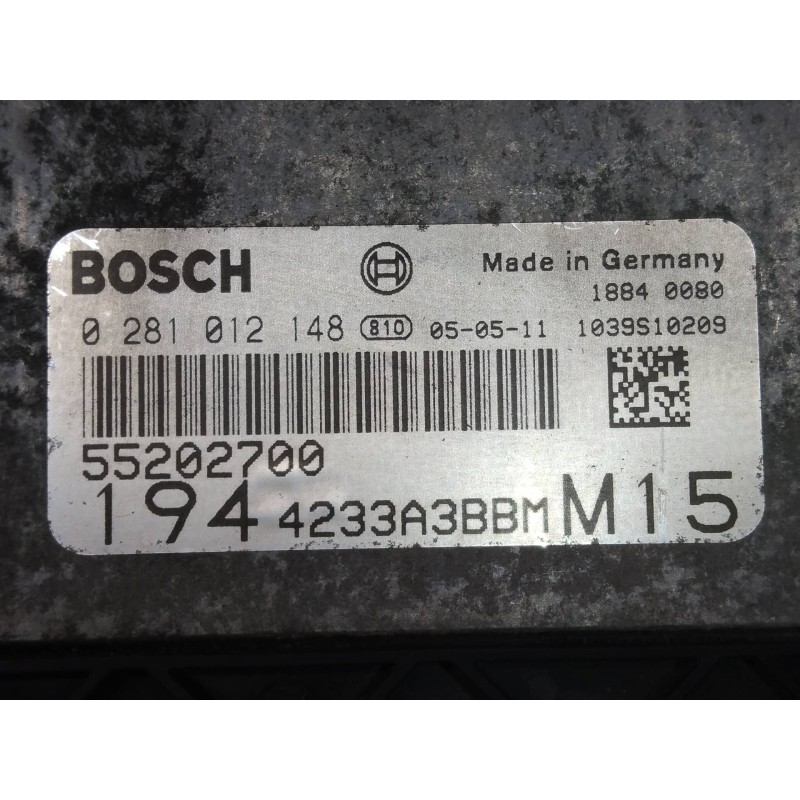 BOSCH Made in Germany
1884 0080
0 281 012 148 810 05-05-11 1039S10209
55202700
194 4233A3BBM M15